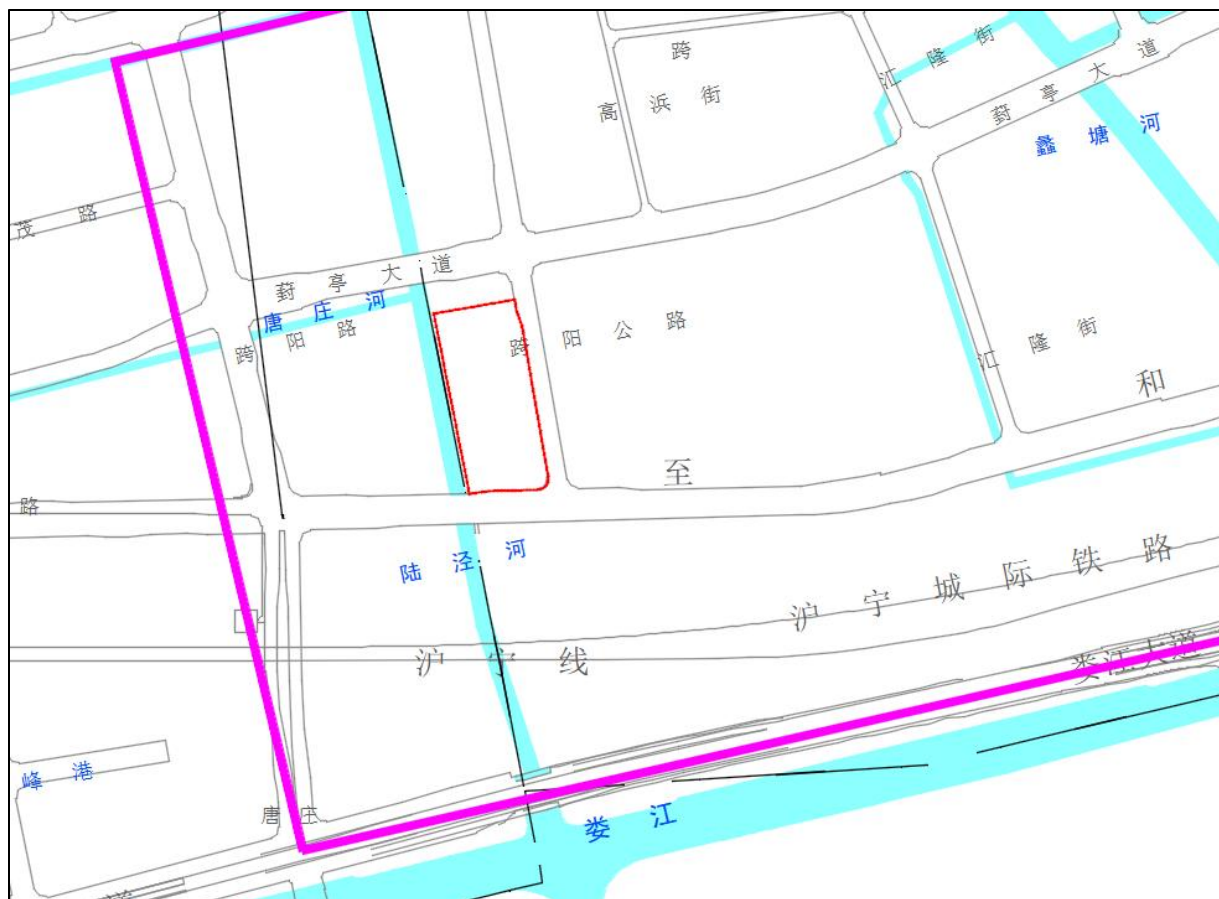 跨
高浜街
汇隆街
葑亭大道
蠡塘河
茂路
葑亭大道
唐庄河
跨阳路
跨阳公路
汇隆街
和
至
路
陆泾河
沪宁城际铁路
沪宁线
娄江大道
峰港
唐庄
娄江
道